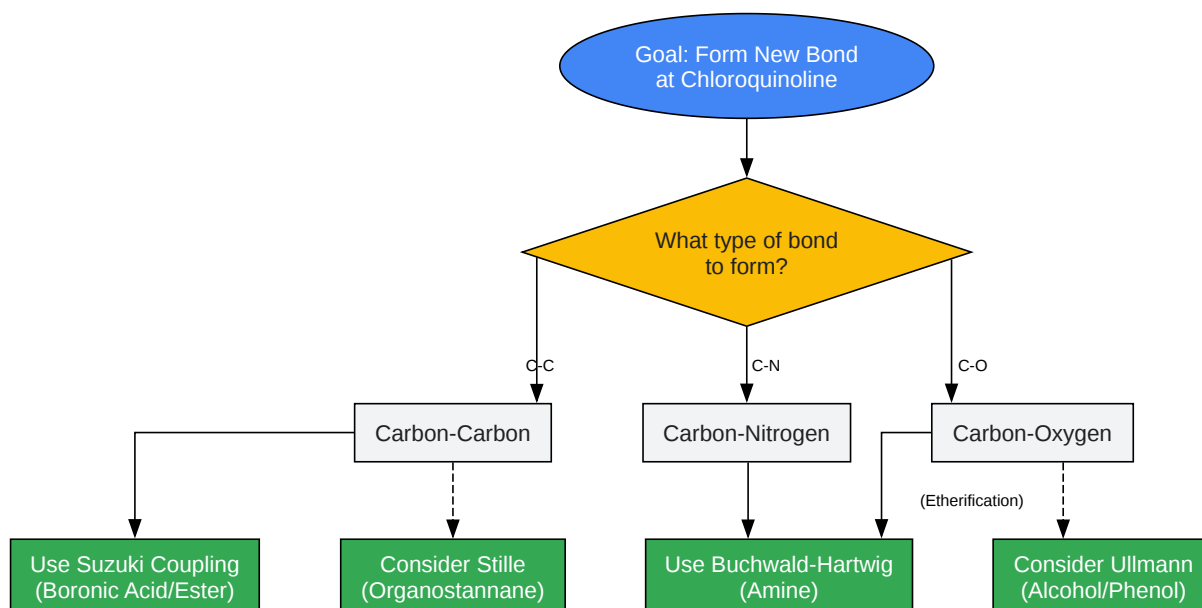 Goal: Form New Bond
at Chloroquinoline
What type of bond
to form?
C-C
C-N
C-O
Carbon-Carbon
Carbon-Nitrogen
Carbon-Oxygen
(Etherification)
Use Suzuki Coupling
(Boronic Acid/Ester)
Consider Stille
(Organostannane)
Use Buchwald-Hartwig
(Amine)
Consider Ullmann
(Alcohol/Phenol)